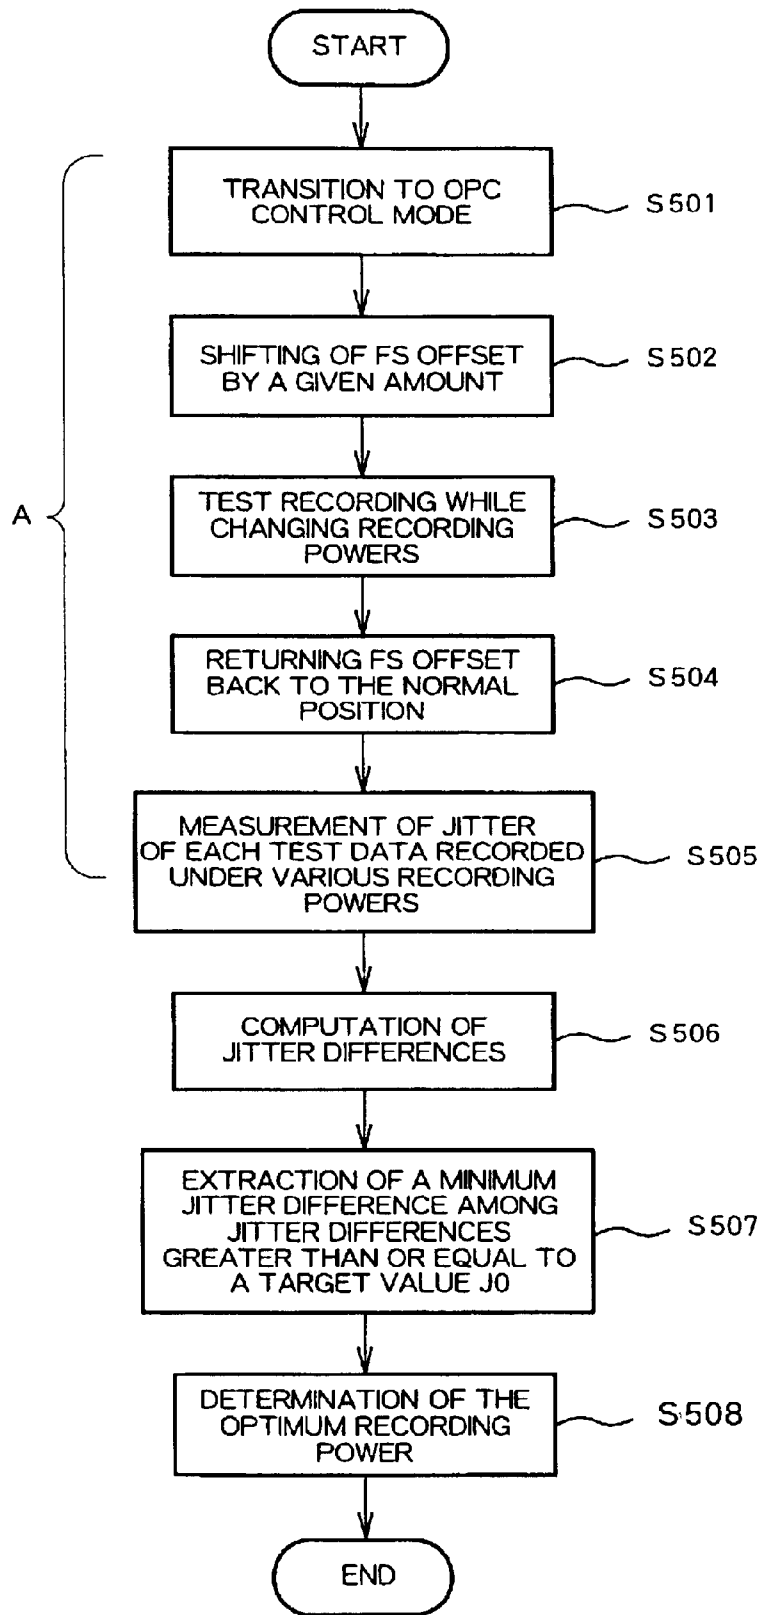 START
TRANSITION TO OPC
CONTROL MODE
S501
SHIFTING OF FS OFFSET
BY A GIVEN AMOUNT
S502
A
TEST RECORDING WHILE
CHANGING RECORDING
POWERS
S503
RETURNING FS OFFSET
BACK TO THE NORMAL
POSITION
S504
MEASUREMENT OF JITTER
OF EACH TEST DATA RECORDED
UNDER VARIOUS RECORDING
POWERS
S505
COMPUTATION OF
JITTER DIFFERENCES
S506
EXTRACTION OF A MINIMUM
JITTER DIFFERENCE AMONG
JITTER DIFFERENCES
GREATER THAN OR EQUAL TO
A TARGET VALUE J0
S507
DETERMINATION OF THE
OPTIMUM RECORDING
POWER
S508
END